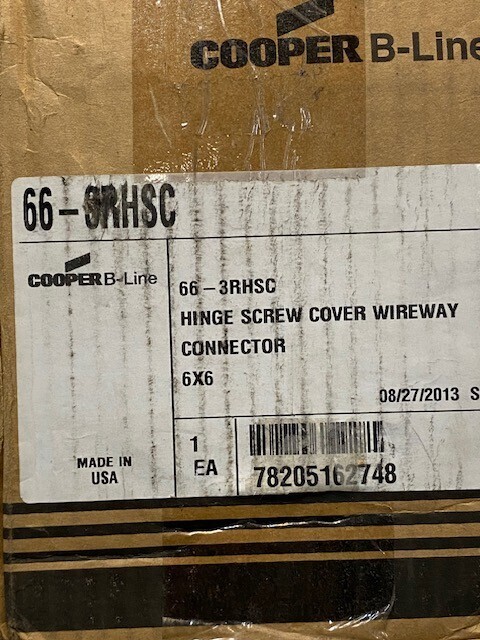 COOPER B-Line
66-3RHSC
COOPER B-Line
66-3RHSC
HINGE SCREW COVER WIREWAY
CONNECTOR
6X6
08/27/2013 S
1
EA
MADE IN
USA
78205162748